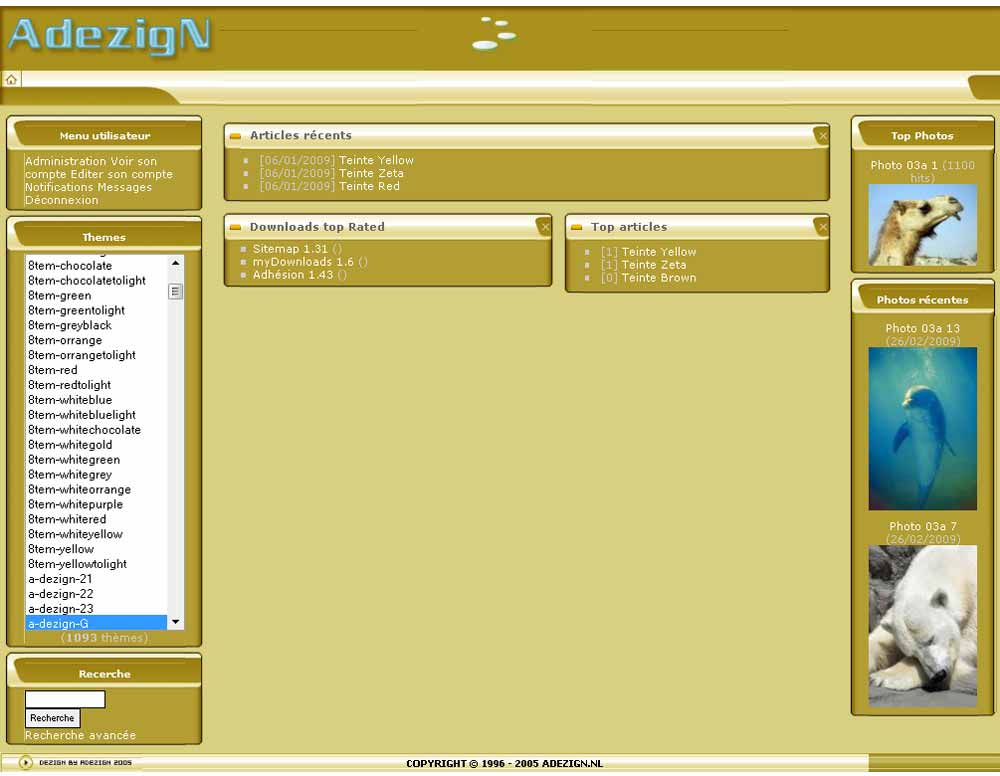 AdezigN
Menu utilisateur
Administration Voir son
compte Editer son compte
Notifications Messages
Déconnexion
Themes
8tem-chocolate
8tem-chocolatetolight
8tem-green
8tem-greentolight
8tem-greyblack
8tem-orrange
8tem-orrangetolight
8tem-red
8tem-redtolight
8tem-whiteblue
8tem-whitebluelight
8tem-whitechocolate
8tem-whitegold
8tem-whitegreen
8tem-whitegrey
8tem-whiteorrange
8tem-whitepurple
8tem-whitered
8tem-whiteyellow
8tem-yellow
8tem-yellowtolight
a-dezign-21
a-dezign-22
a-dezign-23
a-dezign-G
(1093 thèmes)
Recerche
Recherche
Recherche avancée
Articles récents
[06/01/2009] Teinte Yellow
[06/01/2009] Teinte Zeta
[06/01/2009] Teinte Red
Downloads top Rated
Sitemap 1.31 ()
myDownloads 1.6 ()
Adhésion 1.43 ()
Top articles
[1] Teinte Yellow
[1] Teinte Zeta
[0] Teinte Brown
Top Photos
Photo 03a 1 (1100
hits)
Photos récentes
Photo 03a 13
(26/02/2009)
Photo 03a 7
(26/02/2009)
DEZIGN BY ADEZIGN 2005
COPYRIGHT © 1996 - 2005 ADEZIGN.NL